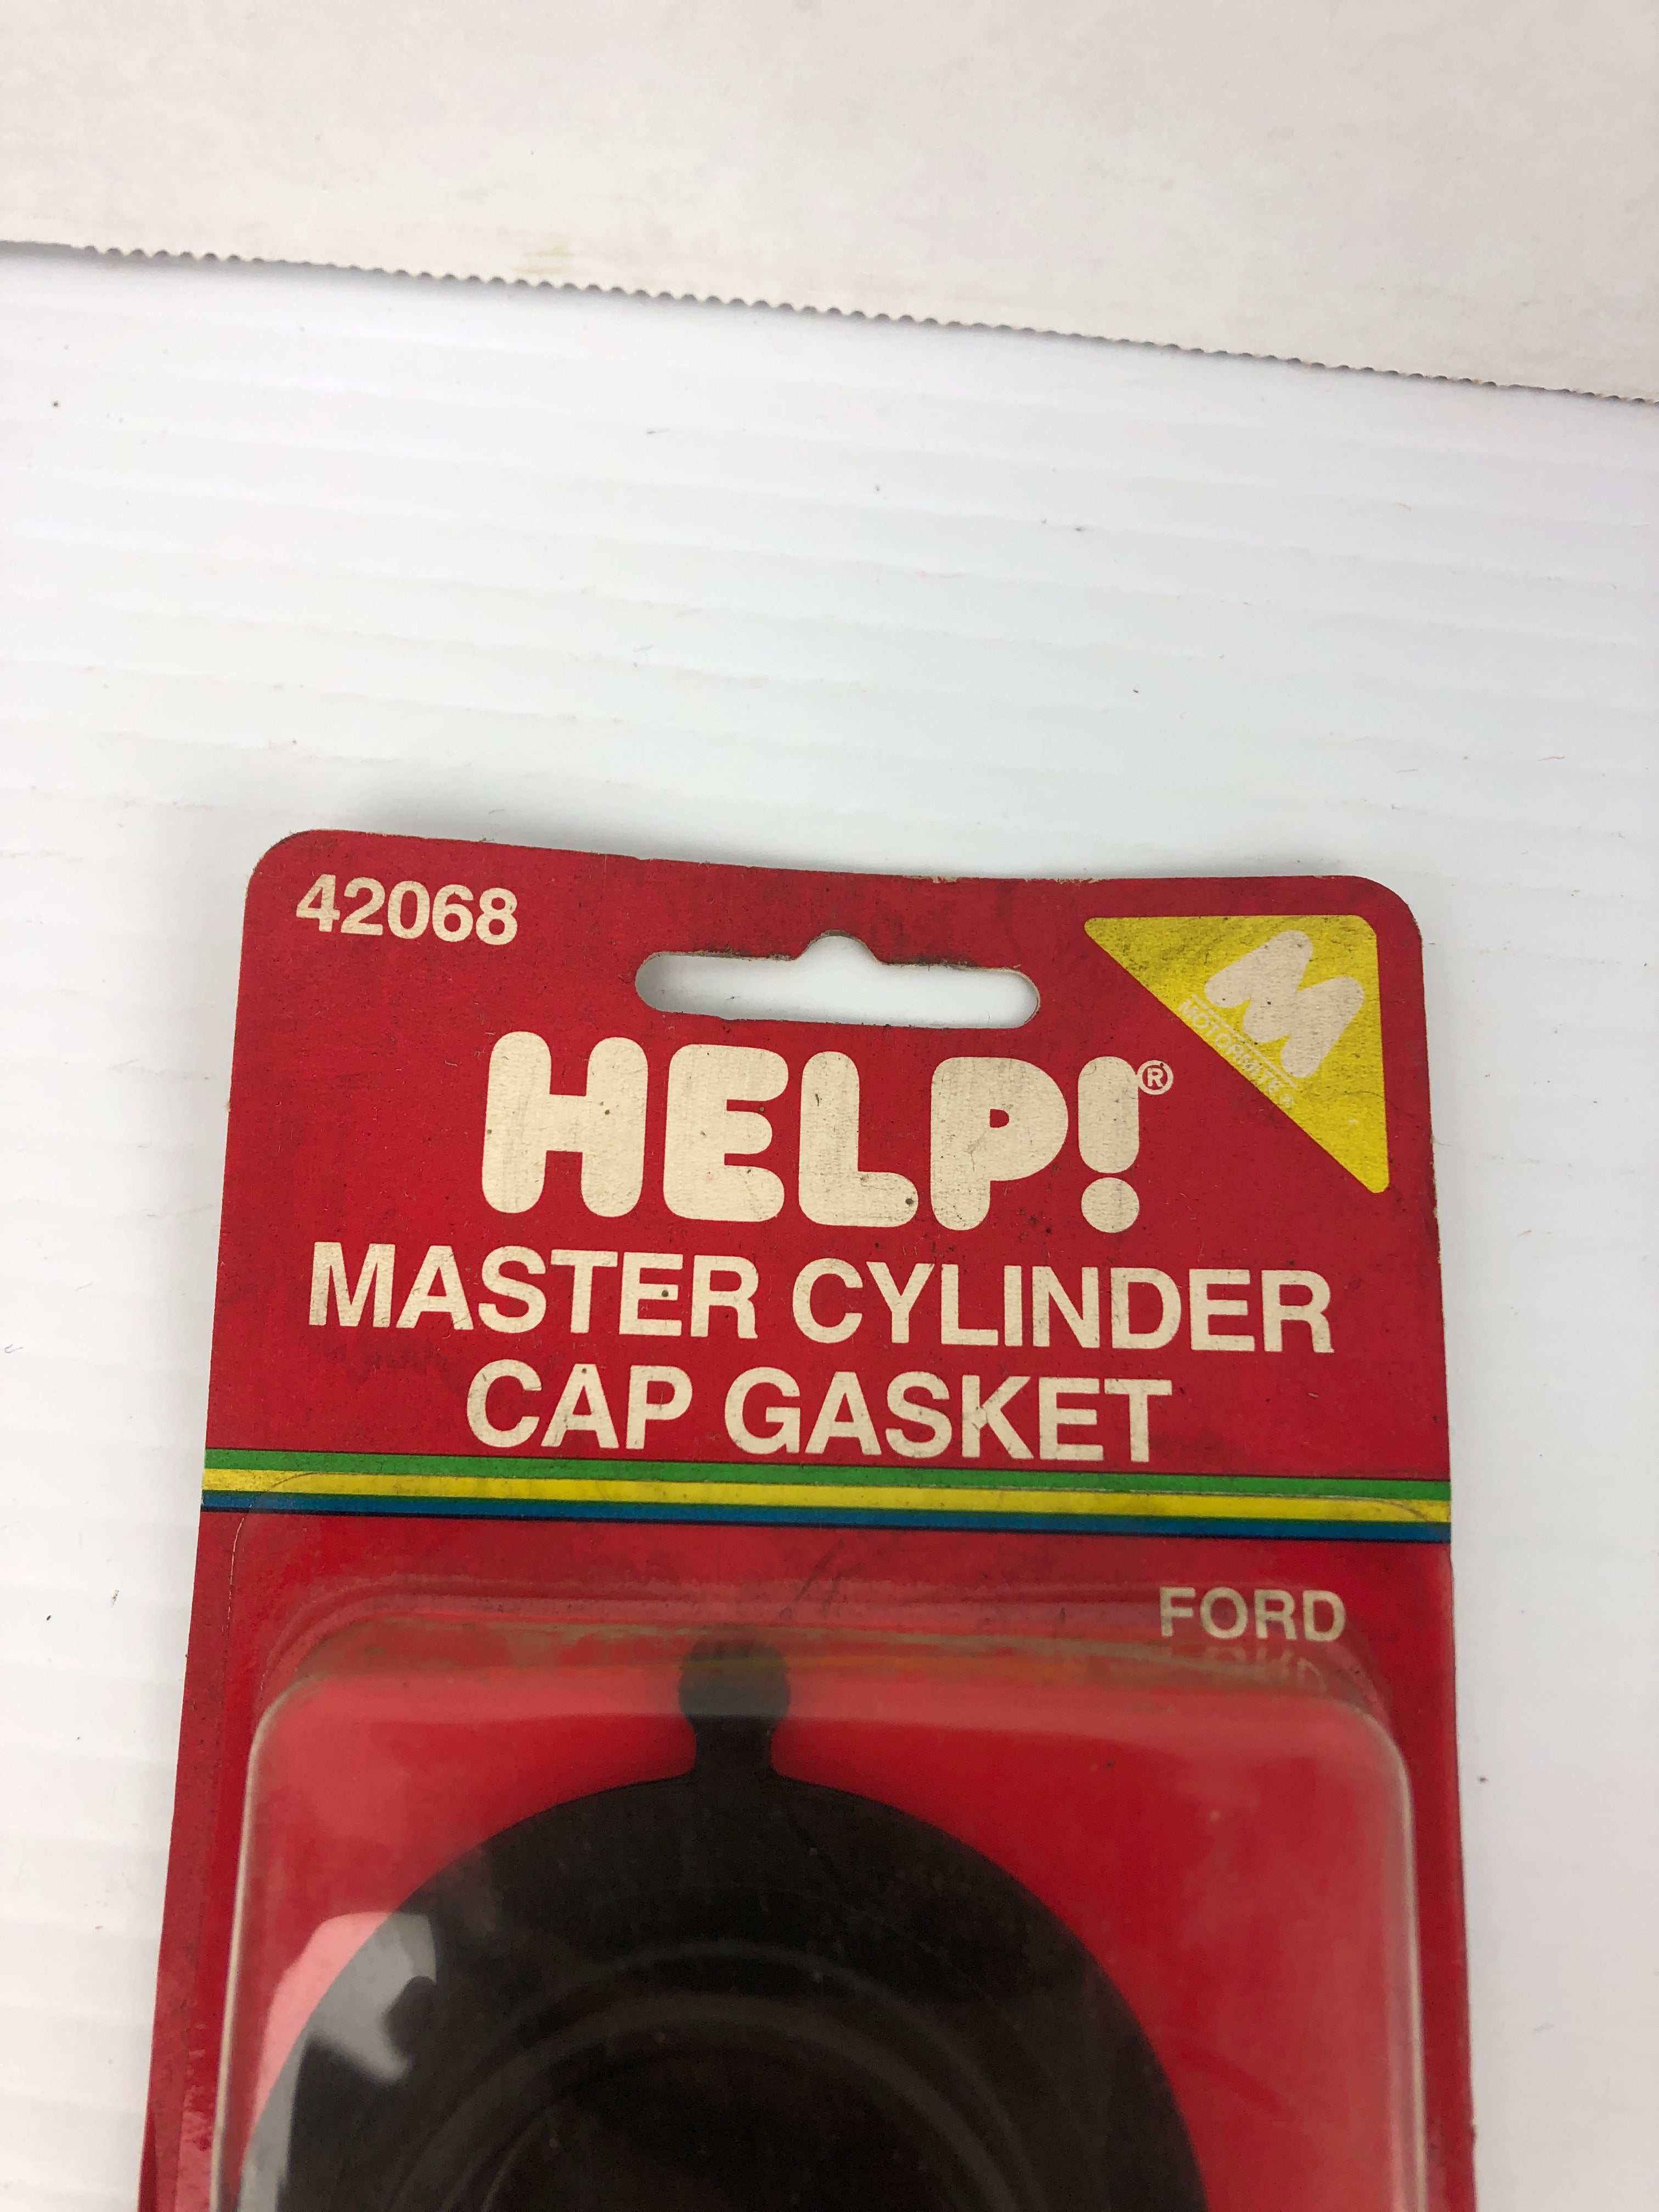 42068
M
MOTORMITE®
HELP!®
MASTER CYLINDER
CAP GASKET
FORD